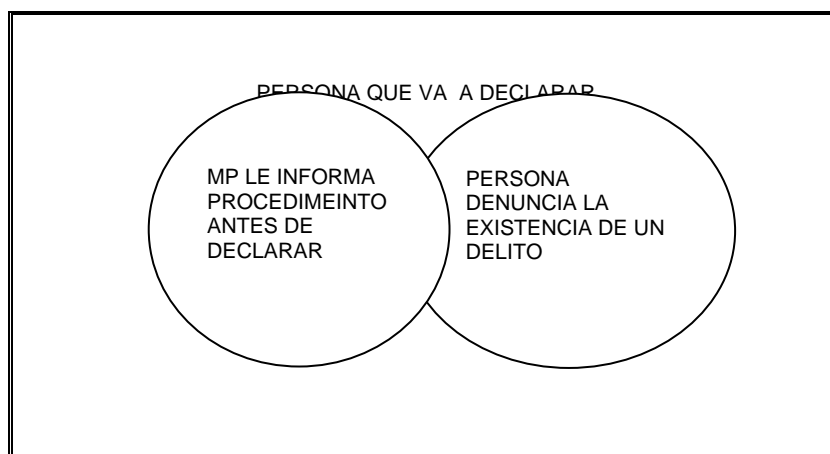 PERSONA QUE VA A DECLARAR
MP LE INFORMA
PROCEDIMEINTO
ANTES DE
DECLARAR
PERSONA
DENUNCIA LA
EXISTENCIA DE UN
DELITO